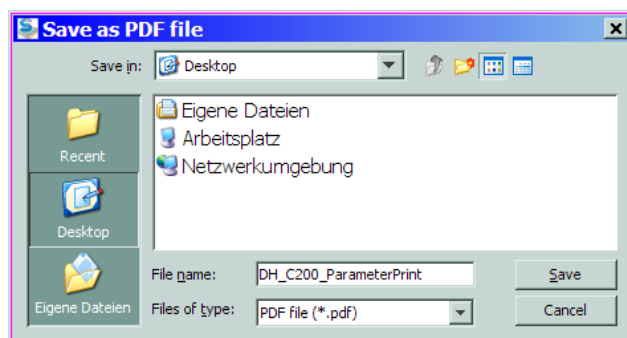 Save as PDF file
Save in: Desktop
Recent
Desktop
Eigene Dateien
Eigene Dateien
Arbeitsplatz
Netzwerkumgebung
File name: DH_C200_ParameterPrint Save
Files of type: PDF file (*.pdf) Cancel